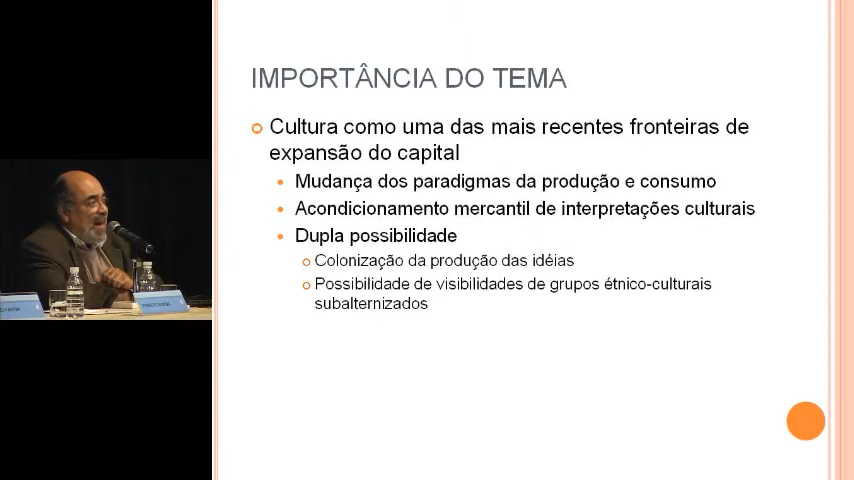 IMPORTÂNCIA DO TEMA
Cultura como uma das mais recentes fronteiras de
expansão do capital
Mudança dos paradigmas da produção e consumo
Acondicionamento mercantil de interpretações culturais
Dupla possibilidade
Colonização da produção das idéias
Possibilidade de visibilidades de grupos étnico-culturais
subalternizados